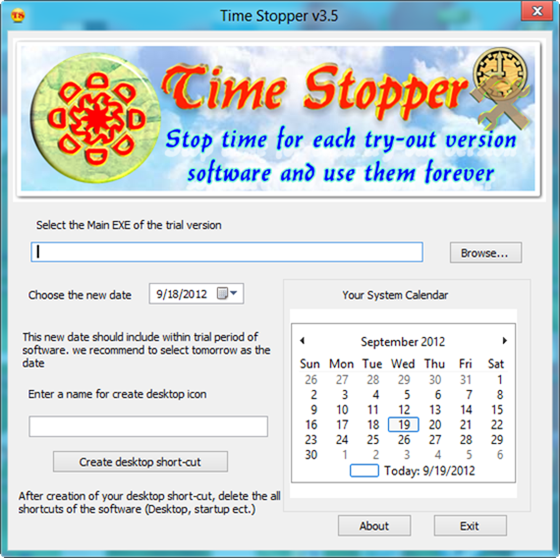 TS
Time Stopper v3.5
Time Stopper
Stop time for each try-out version
software and use them forever
Select the Main EXE of the trial version
Browse...
Choose the new date
9/18/2012
This new date should include within trial period of
software. we recommend to select tomorrow as the
date
Enter a name for create desktop icon
Create desktop short-cut
After creation of your desktop short-cut, delete the all
shortcuts of the software (Desktop, startup ect.)
Your System Calendar
September 2012
Sun Mon Tue Wed Thu Fri Sat
26 27 28 29 30 31 1
2 3 4 5 6 7 8
9 10 11 12 13 14 15
16 17 18 19 20 21 22
23 24 25 26 27 28 29
30 1 2 3 4 5 6
Today: 9/19/2012
About
Exit